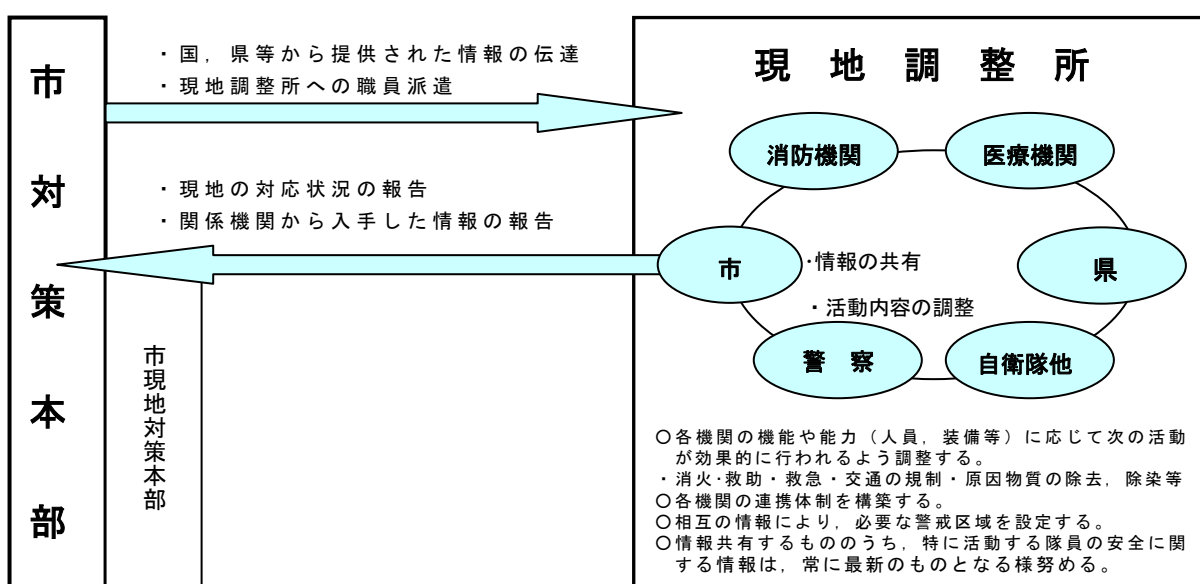 市対策本部
・国，県等から提供された情報の伝達
・現地調整所への職員派遣
・現地の対応状況の報告
・関係機関から入手した情報の報告
市現地対策本部
現地調整所
消防機関
医療機関
市
・情報の共有
県
・活動内容の調整
警　察
自衛隊他
○各機関の機能や能力（人員，装備等）に応じて次の活動
が効果的に行われるよう調整する。
・消火・救助・救急・交通の規制・原因物質の除去，除染等
○各機関の連携体制を構築する。
○相互の情報により，必要な警戒区域を設定する。
○情報共有するもののうち，特に活動する隊員の安全に関
する情報は，常に最新のものとなる様努める。